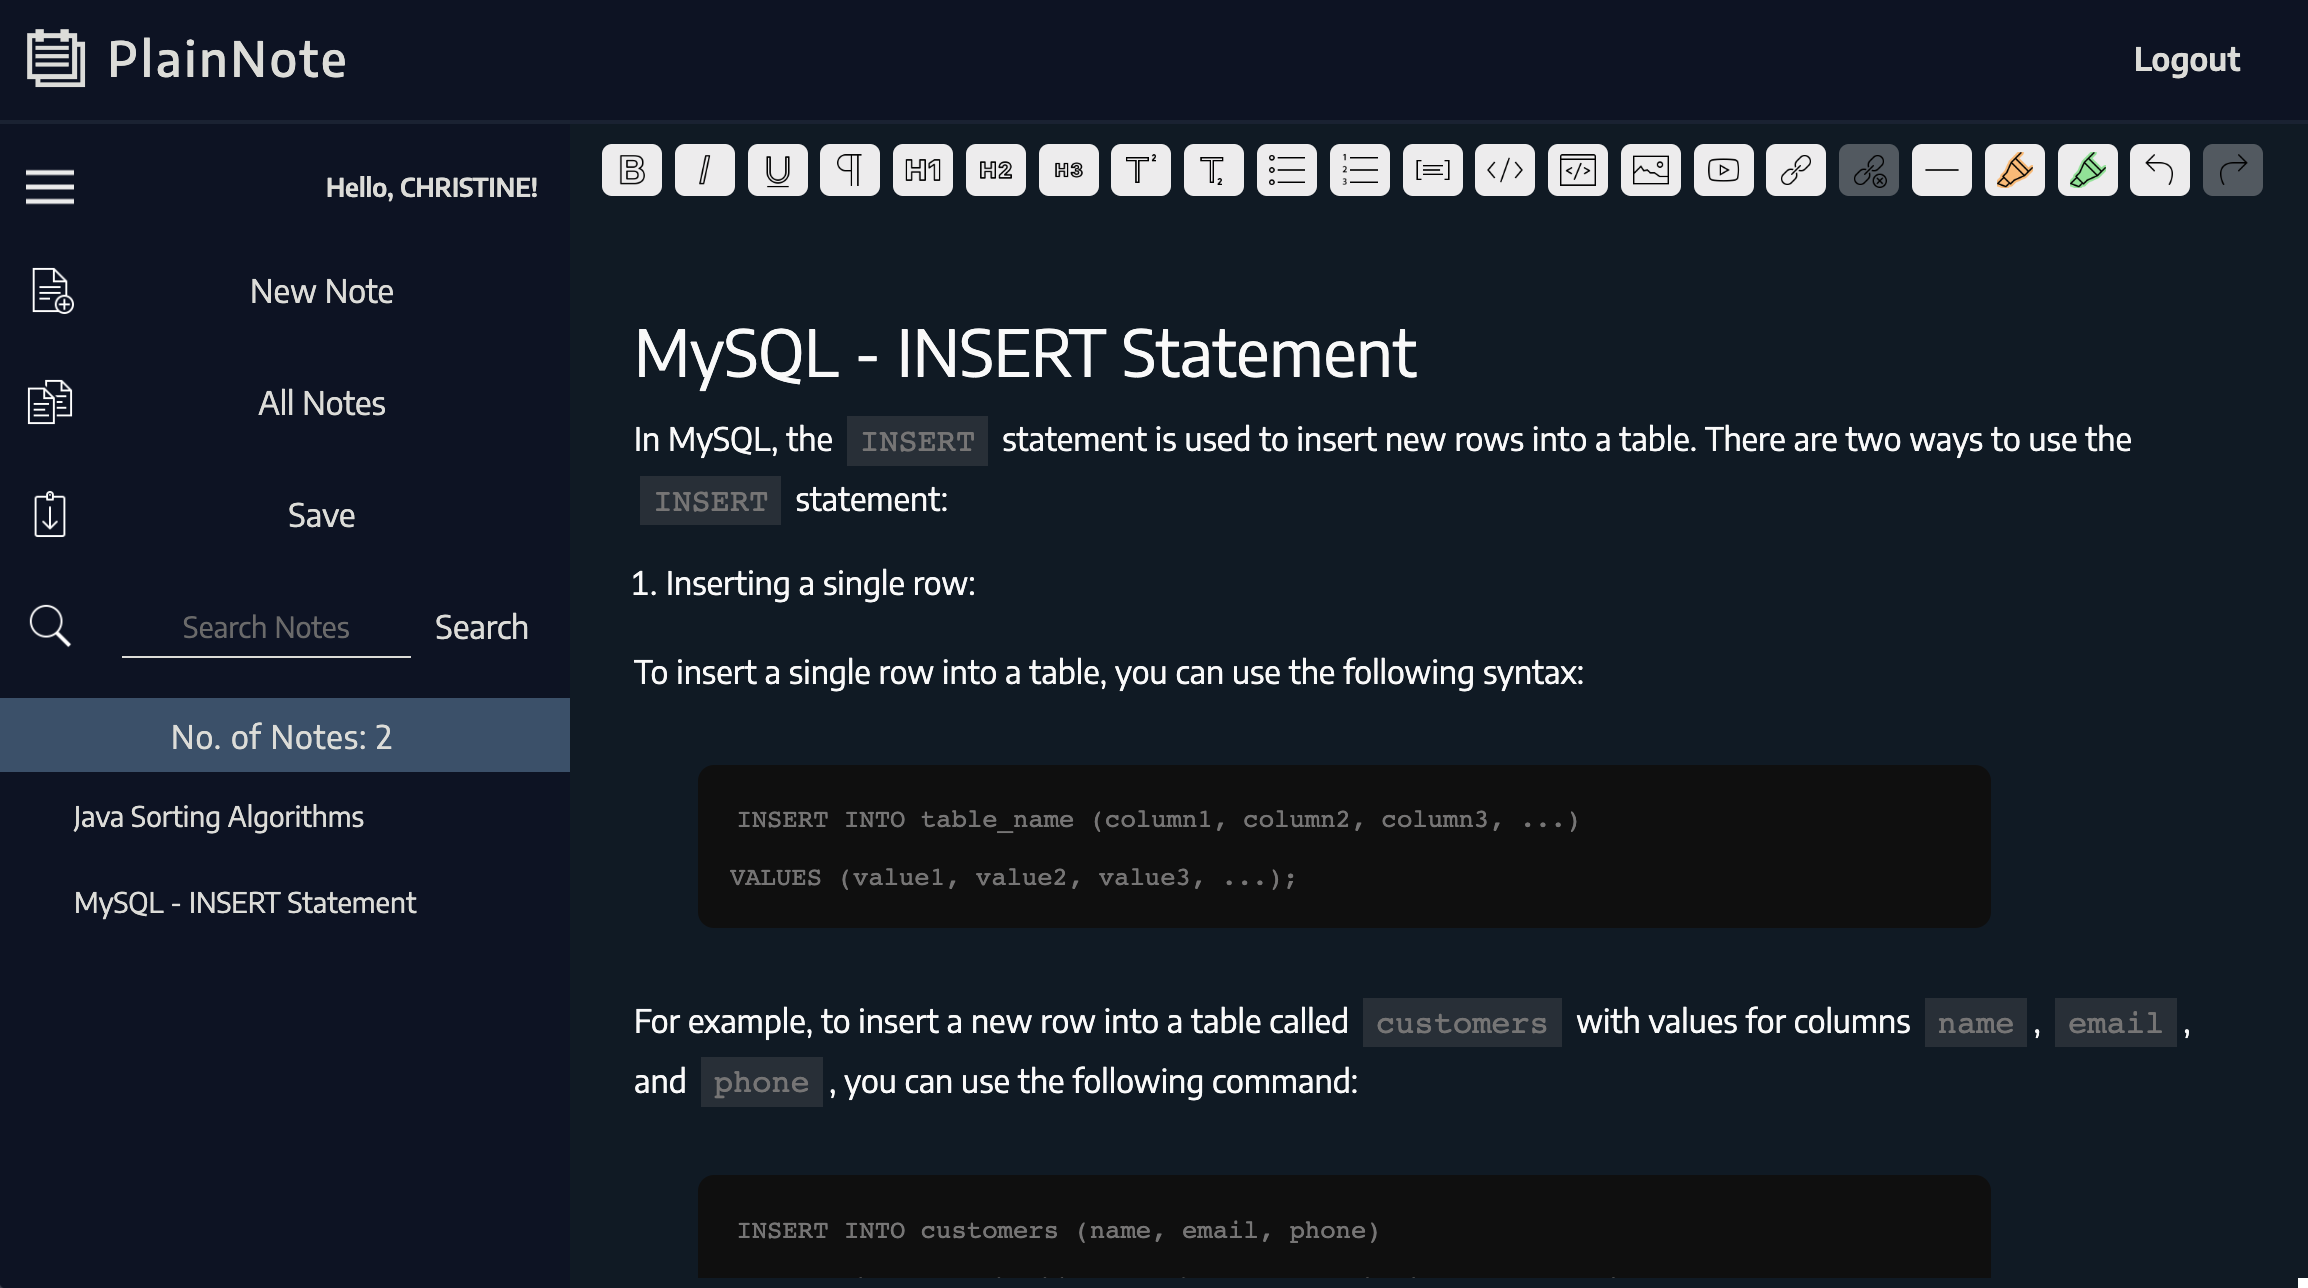 PlainNote
Logout
Hello, CHRISTINE!
New Note
All Notes
Save
Search Notes
Search
No. of Notes: 2
Java Sorting Algorithms
MySQL - INSERT Statement
B I U ¶ H1 H2 H3 T² T₂
MySQL - INSERT Statement
In MySQL, the INSERT statement is used to insert new rows into a table. There are two ways to use the
INSERT statement:
1. Inserting a single row:
To insert a single row into a table, you can use the following syntax:
INSERT INTO table_name (column1, column2, column3, ...)
VALUES (value1, value2, value3, ...);
For example, to insert a new row into a table called customers with values for columns name , email ,
and phone , you can use the following command:
INSERT INTO customers (name, email, phone)